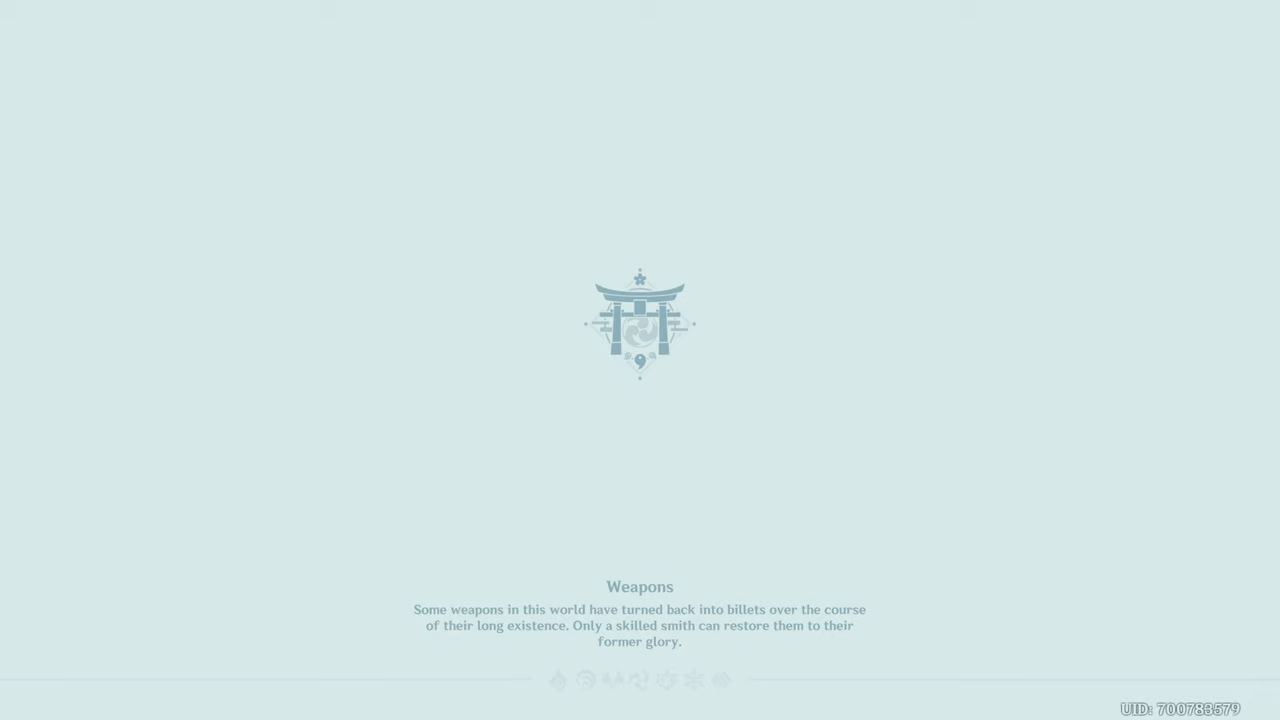 Weapons
Some weapons in this world have turned back into billets over the course
of their long existence. Only a skilled smith can restore them to their
former glory.
UID: 700783579